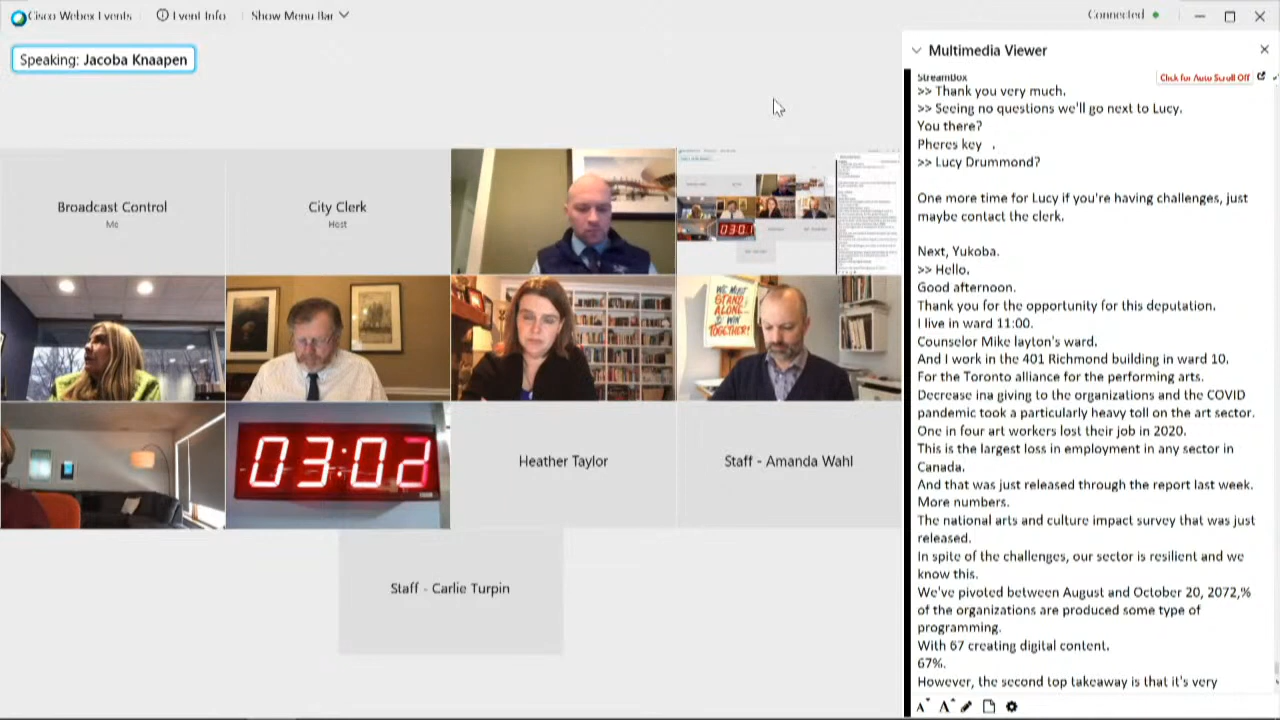 Cisco Webex Events
Event Info
Show Menu Bar
Connected
Speaking: Jacoba Knaapen
Multimedia Viewer
StreamBox
Click for Auto Scroll Off
>> Thank you very much.
>> Seeing no questions we'll go next to Lucy.
You there?
Pheres key .
>> Lucy Drummond?
One more time for Lucy if you're having challenges, just
maybe contact the clerk.
Next, Yukoba.
>> Hello.
Good afternoon.
Thank you for the opportunity for this deputation.
I live in ward 11:00.
Counselor Mike layton's ward.
And I work in the 401 Richmond building in ward 10.
For the Toronto alliance for the performing arts.
Decrease ina giving to the organizations and the COVID
pandemic took a particularly heavy toll on the art sector.
One in four art workers lost their job in 2020.
This is the largest loss in employment in any sector in
Canada.
And that was just released through the report last week.
More numbers.
The national arts and culture impact survey that was just
released.
In spite of the challenges, our sector is resilient and we
know this.
We've pivoted between August and October 20, 2072,%
of the organizations are produced some type of
programming.
With 67 creating digital content.
67%.
However, the second top takeaway is that it's very
Me
City Clerk
Host
03:01
WE MUST
STAND
ALONE...
WIN
TOGETHER!
03:02
Heather Taylor
Staff - Amanda Wahl
Staff - Carlie Turpin